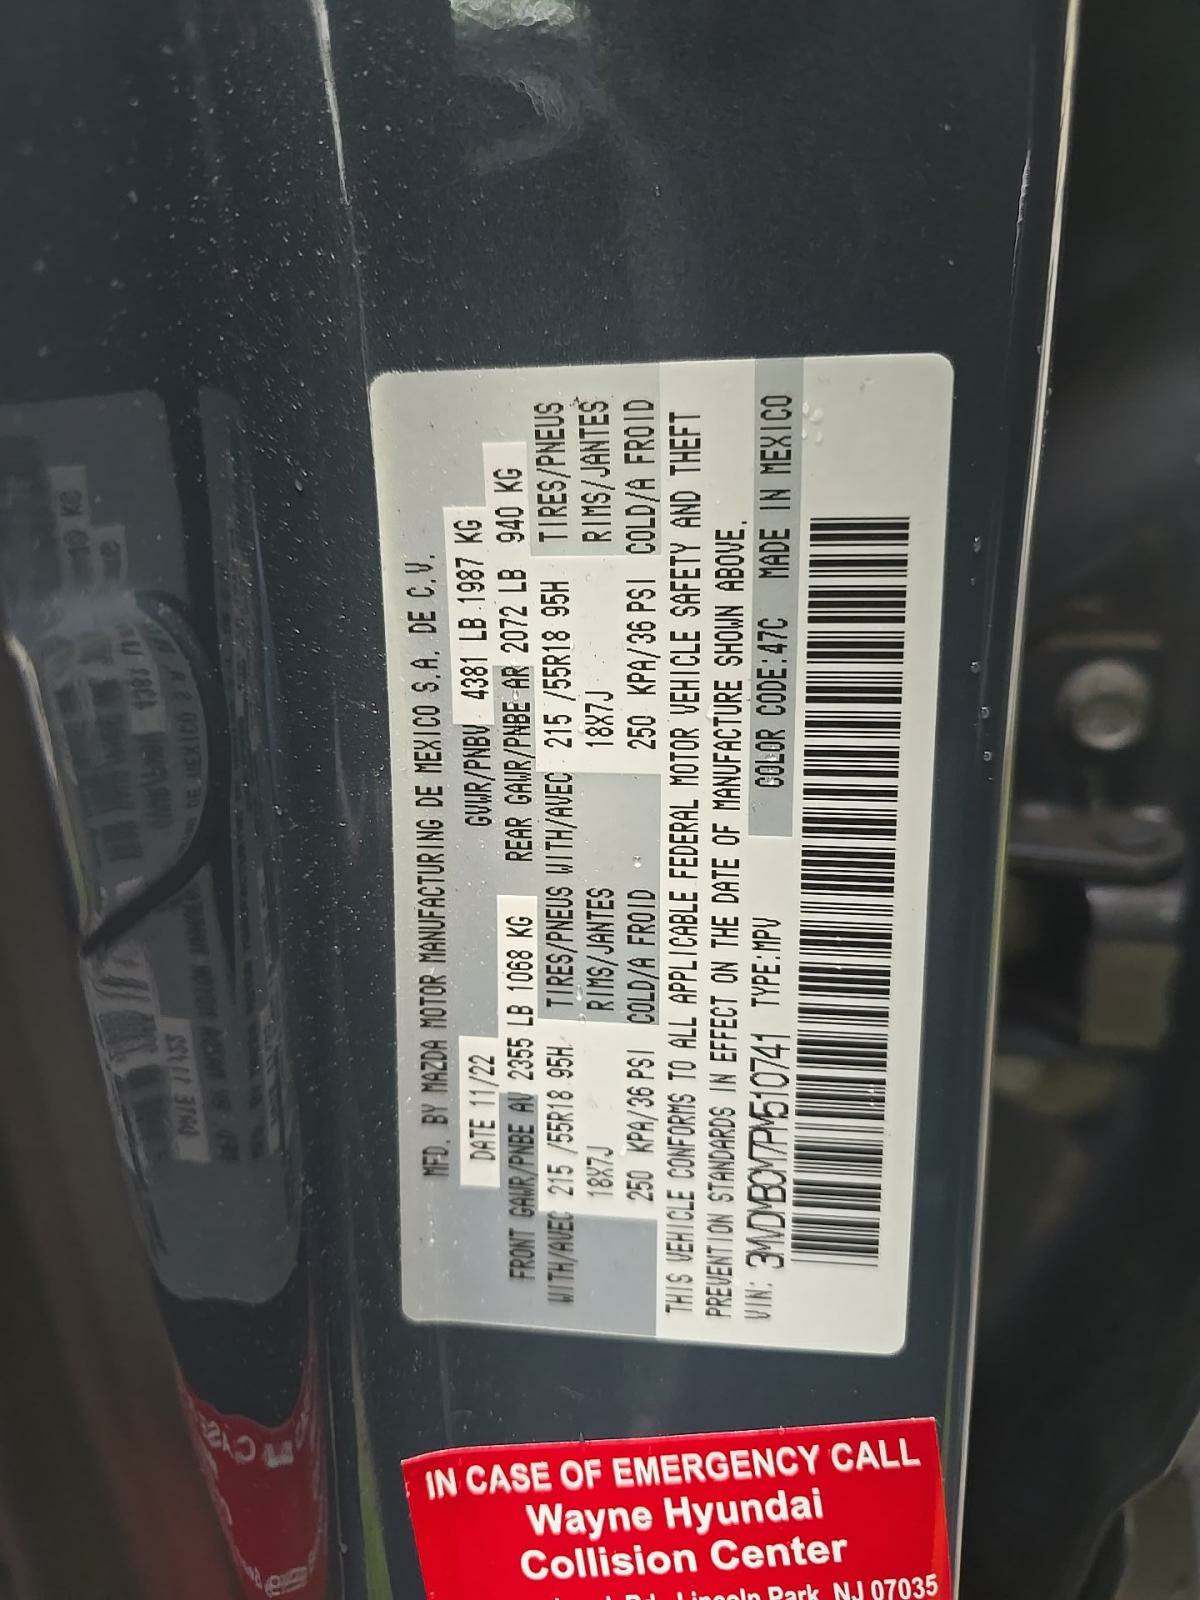 MFD. BY MAZDA MOTOR MANUFACTURING DE MEXICO S.A. DE C.V.
DATE 11/22 GVWR/PNBV 4381 LB 1987 KG
FRONT GAWR/PNBE AV 2355 LB 1068 KG REAR GAWR/PNBE AR 2072 LB 940 KG
WITH/AVEC 215 /55R18 95H TIRES/PNEUS WITH/AVEC 215 /55R18 95H TIRES/PNEUS
18X7J RIMS/JANTES 18X7J RIMS/JANTES
250 KPA/36 PSI COLD/A FROID 250 KPA/36 PSI COLD/A FROID
THIS VEHICLE CONFORMS TO ALL APPLICABLE FEDERAL MOTOR VEHICLE SAFETY AND THEFT
PREVENTION STANDARDS IN EFFECT ON THE DATE OF MANUFACTURE SHOWN ABOVE.
VIN: 3MVDMBCM7PM510741 TYPE:MPV COLOR CODE:47C MADE IN MEXICO
IN CASE OF EMERGENCY CALL
Wayne Hyundai
Collision Center
Rd., Lincoln Park, NJ 07035